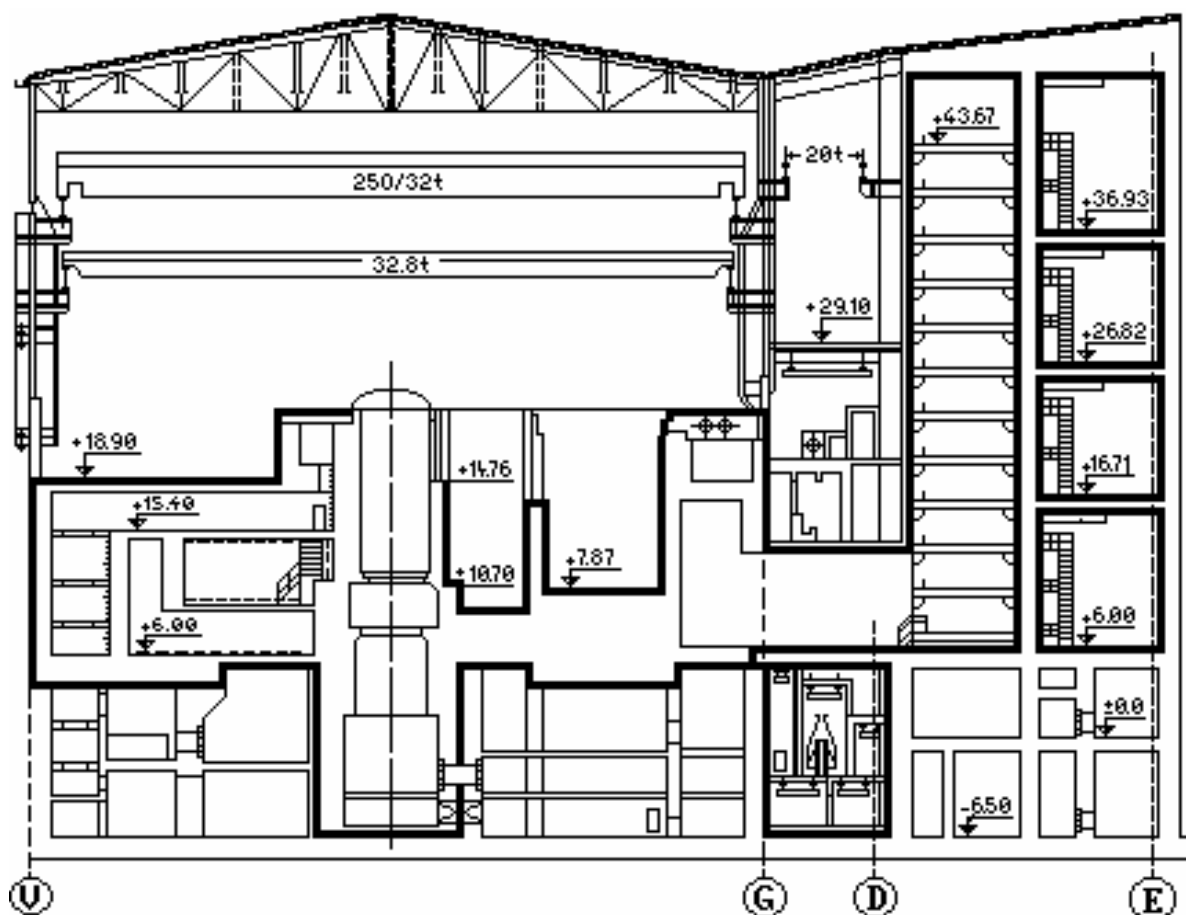 +43.67
20t
250/32t
+36.93
32.8t
+29.10
+26.82
+18.90
+14.76
+16.71
+15.40
+10.70
+7.87
+6.00
+6.00
±0.0
-6.50
V
G
D
E